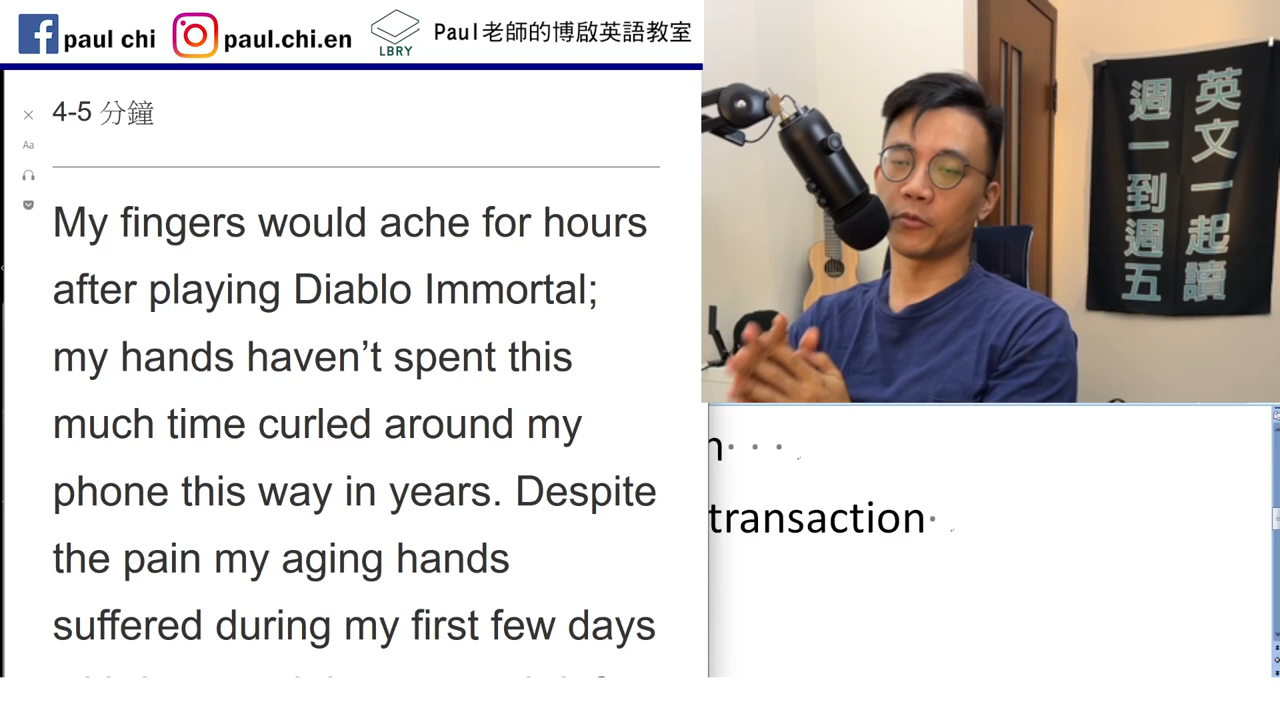 paul chi
paul.chi.en
LBRY
Paul老師的博啟英語教室
4-5 分鐘
Aa
My fingers would ache for hours
after playing Diablo Immortal;
my hands haven’t spent this
much time curled around my
phone this way in years. Despite
the pain my aging hands
suffered during my first few days
英文一起讀
週一到週五
transaction